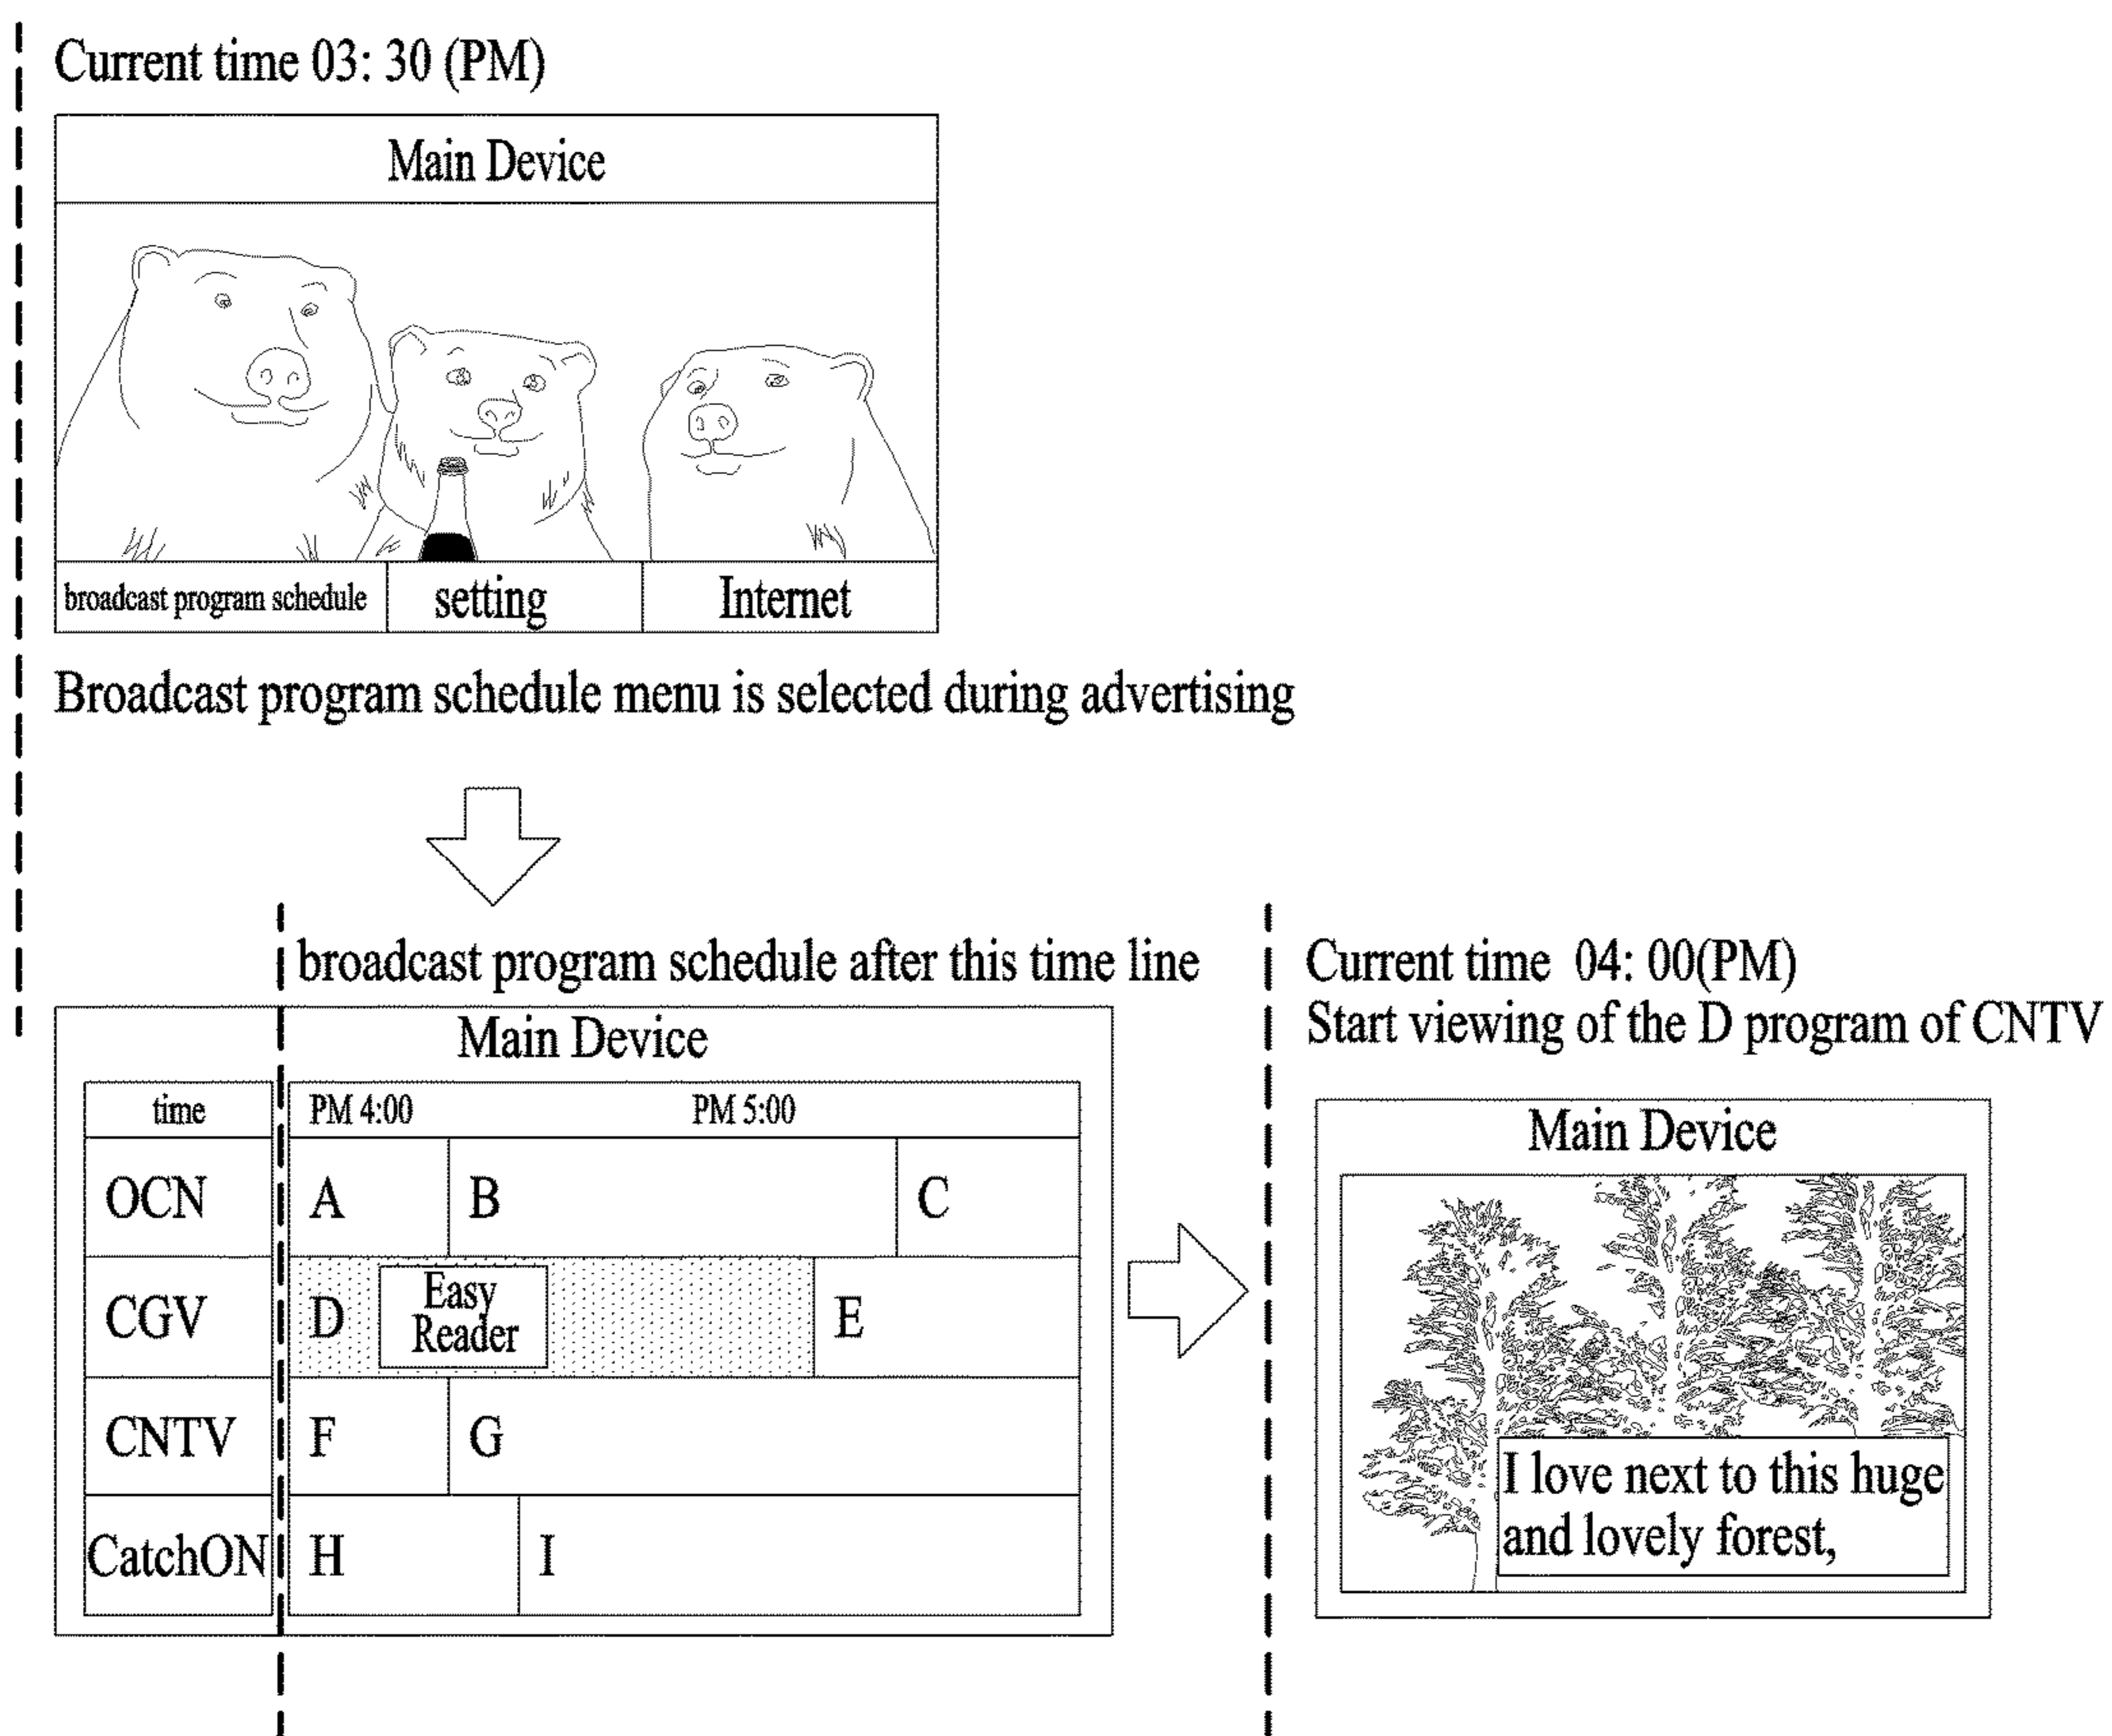 Current time 03: 30 (PM)
Main Device
broadcast program schedule
setting
Internet
Broadcast program schedule menu is selected during advertising
broadcast program schedule after this time line
Main Device
time
PM 4:00
PM 5:00
OCN
A
B
C
CGV
D
Easy
Reader
E
CNTV
F
G
CatchON
H
I
Current time 04: 00(PM)
Start viewing of the D program of CNTV
Main Device
I love next to this huge
and lovely forest,